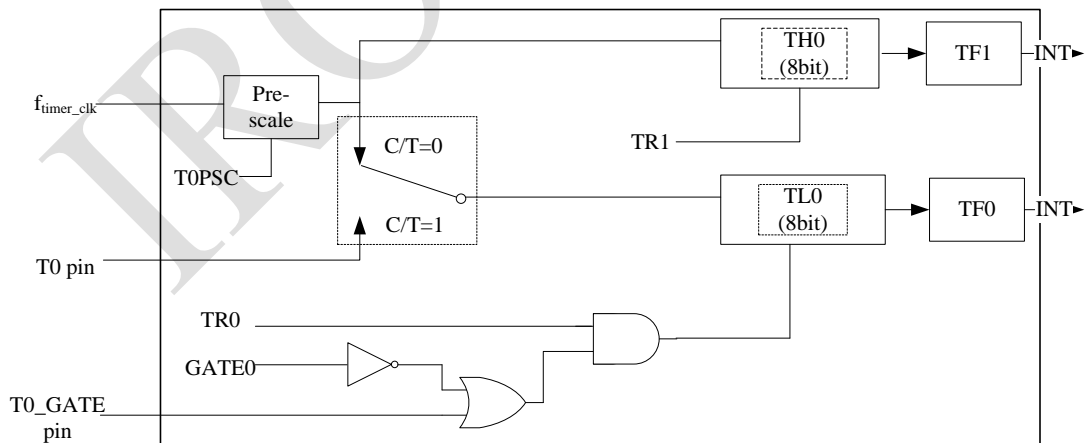 TH0
(8bit)
TF1
INT
f_timer_clk
Pre-
scale
TR1
C/T=0
T0PSC
TL0
(8bit)
TF0
INT
C/T=1
T0 pin
TR0
GATE0
T0_GATE
pin
IRC